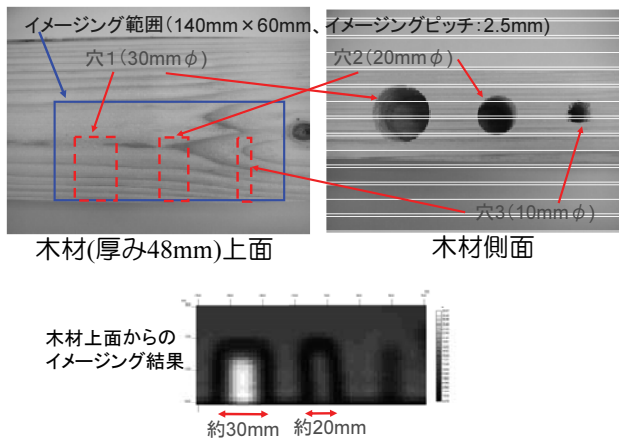 イメージング範囲(140mm×60mm、イメージングピッチ:2.5mm)
穴1(30mmφ)
穴2(20mmφ)
穴3(10mmφ)
木材(厚み48mm)上面
木材側面
木材上面からの
イメージング結果
約30mm
約20mm